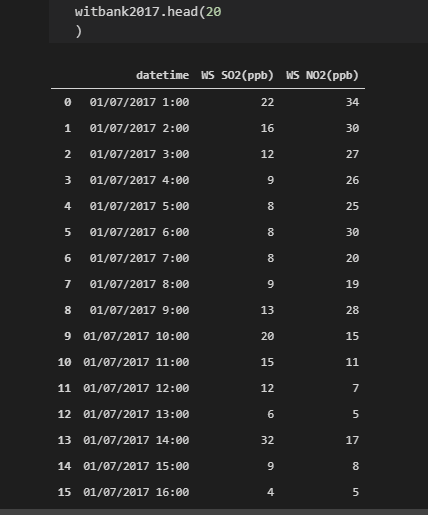 witbank2017.head(20
)
datetime WS SO2(ppb) WS NO2(ppb)
0 01/07/2017 1:00 22 34
1 01/07/2017 2:00 16 30
2 01/07/2017 3:00 12 27
3 01/07/2017 4:00 9 26
4 01/07/2017 5:00 8 25
5 01/07/2017 6:00 8 30
6 01/07/2017 7:00 8 20
7 01/07/2017 8:00 9 19
8 01/07/2017 9:00 13 28
9 01/07/2017 10:00 20 15
10 01/07/2017 11:00 15 11
11 01/07/2017 12:00 12 7
12 01/07/2017 13:00 6 5
13 01/07/2017 14:00 32 17
14 01/07/2017 15:00 9 8
15 01/07/2017 16:00 4 5